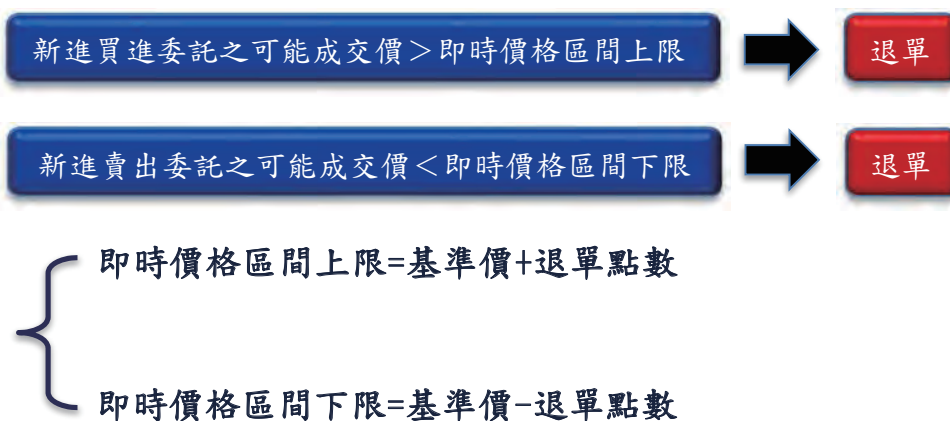 新進買進委託之可能成交價＞即時價格區間上限
退單
新進賣出委託之可能成交價＜即時價格區間下限
退單
即時價格區間上限=基準價+退單點數
即時價格區間下限=基準價-退單點數